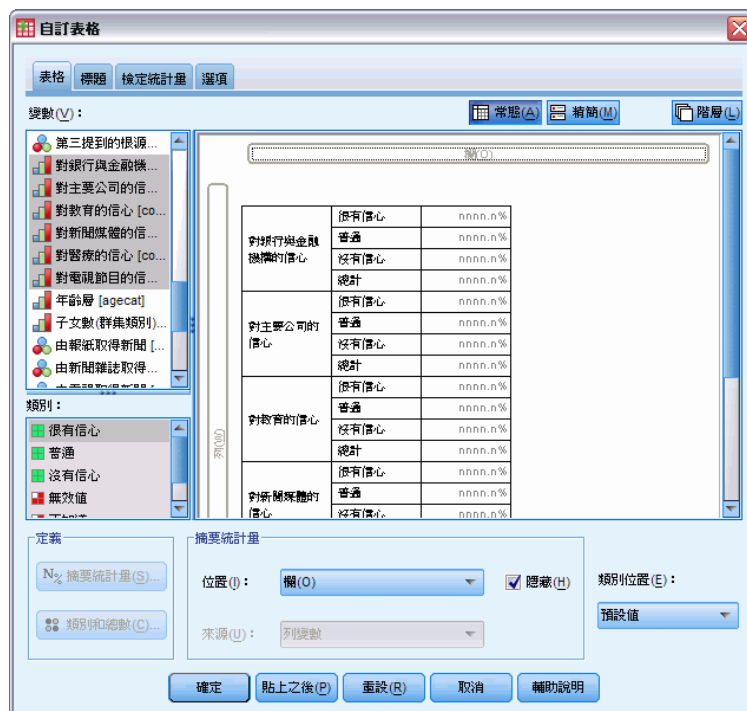 自訂表格
表格 標題 檢定統計量 選項
變數(V)：
常態(A) 精簡(M) 階層(L)
第三提到的根源...
對銀行與金融機...
對主要公司的信...
對教育的信心 [co...
對新聞媒體的信...
對醫療的信心 [co...
對電視節目的信...
年齡層 [agecat]
子女數(群集類別)...
由報紙取得新聞 [...
由新聞雜誌取得...
類別：
很有信心
普通
沒有信心
無效值
欄(O)
列(W)
對銀行與金融機構的信心
很有信心 nnnn.n%
普通 nnnn.n%
沒有信心 nnnn.n%
總計 nnnn.n%
對主要公司的信心
很有信心 nnnn.n%
普通 nnnn.n%
沒有信心 nnnn.n%
總計 nnnn.n%
對教育的信心
很有信心 nnnn.n%
普通 nnnn.n%
沒有信心 nnnn.n%
總計 nnnn.n%
對新聞媒體的信心
很有信心 nnnn.n%
普通 nnnn.n%
沒有信心 nnnn.n%
定義
N% 摘要統計量(S)...
類別和總數(C)...
摘要統計量
位置(I)： 欄(O) 隱藏(H)
來源(U)： 列變數
類別位置(E)：
預設值
確定 貼上之後(P) 重設(R) 取消 輔助說明